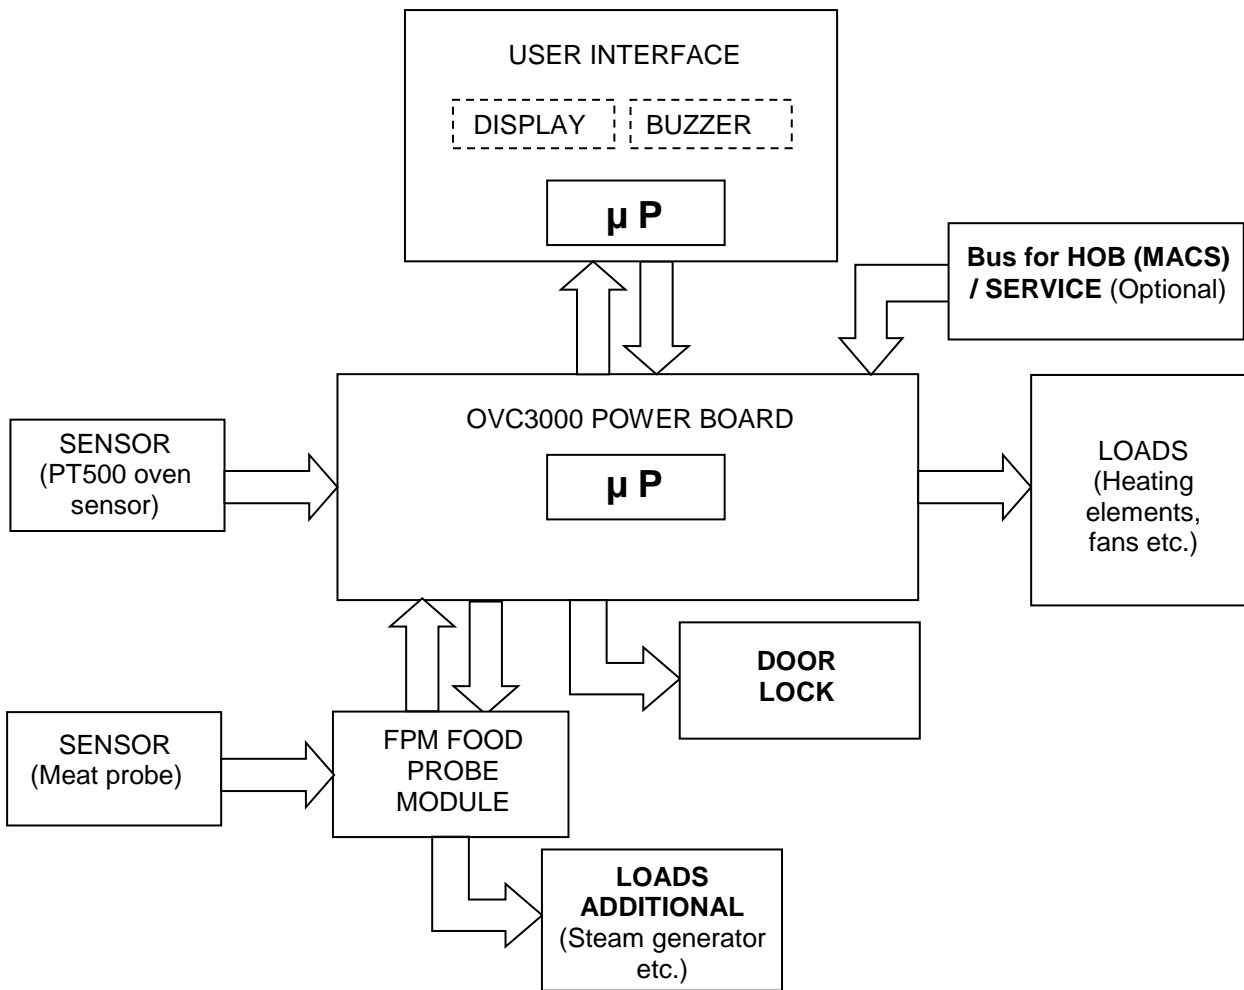 USER INTERFACE
DISPLAY
BUZZER
µ P
Bus for HOB (MACS)
/ SERVICE (Optional)
OVC3000 POWER BOARD
µ P
SENSOR
(PT500 oven
sensor)
LOADS
(Heating
elements,
fans etc.)
DOOR
LOCK
SENSOR
(Meat probe)
FPM FOOD
PROBE
MODULE
LOADS
ADDITIONAL
(Steam generator
etc.)